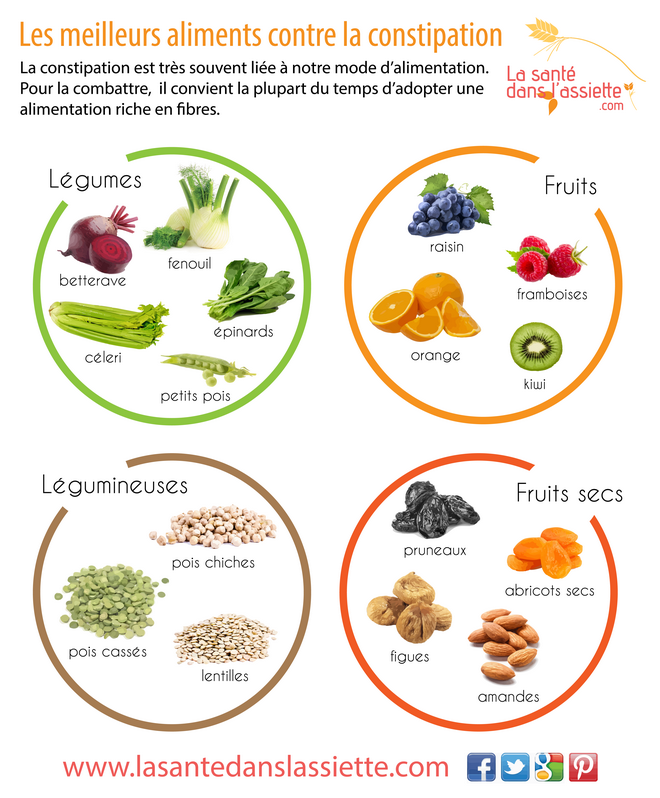 Les meilleurs aliments contre la constipation
La constipation est très souvent liée à notre mode d'alimentation.
Pour la combattre, il convient la plupart du temps d'adopter une
alimentation riche en fibres.
La santé
dans l'assiette
.com
Légumes
betterave
fenouil
épinards
céleri
petits pois
Fruits
raisin
framboises
orange
kiwi
Légumineuses
pois chiches
pois cassés
lentilles
Fruits secs
pruneaux
abricots secs
figues
amandes
www.lasantedanslassiette.com